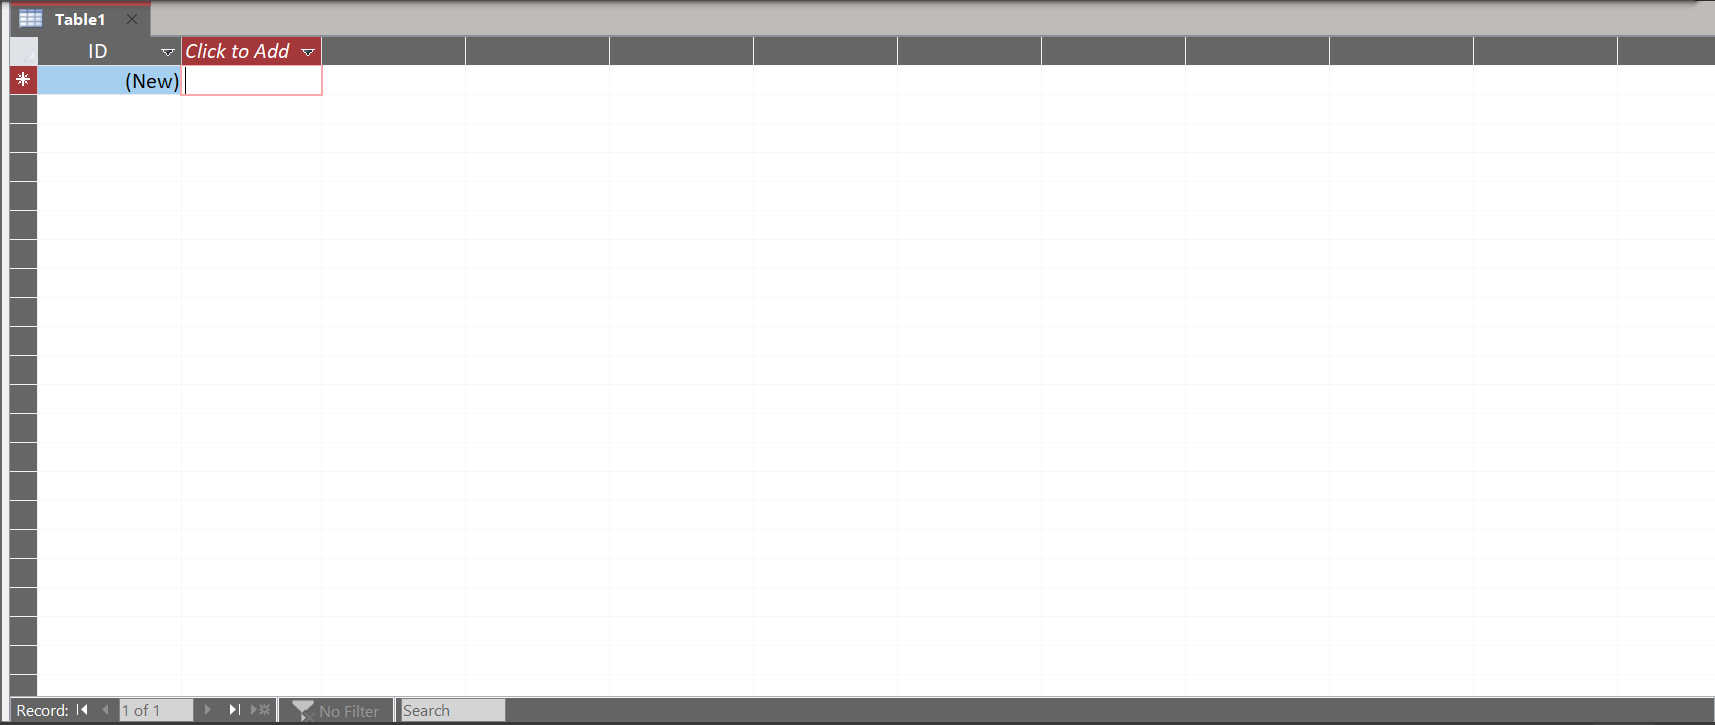 Table1
ID Click to Add
(New)
Record: 1 of 1 No Filter Search